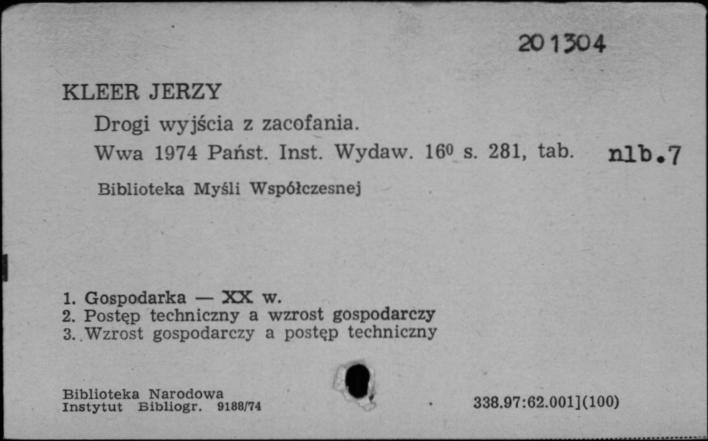 201304
KLEER JERZY
Drogi wyjścia z zacofania.
Wwa 1974 Państ. Inst. Wydaw. 16⁰ s. 281, tab. nlb.7
Biblioteka Myśli Współczesnej
1. Gospodarka — XX w.
2. Postęp techniczny a wzrost gospodarczy
3. Wzrost gospodarczy a postęp techniczny
Biblioteka Narodowa
Instytut Bibliogr. 9188/74
338.97:62.001](100)